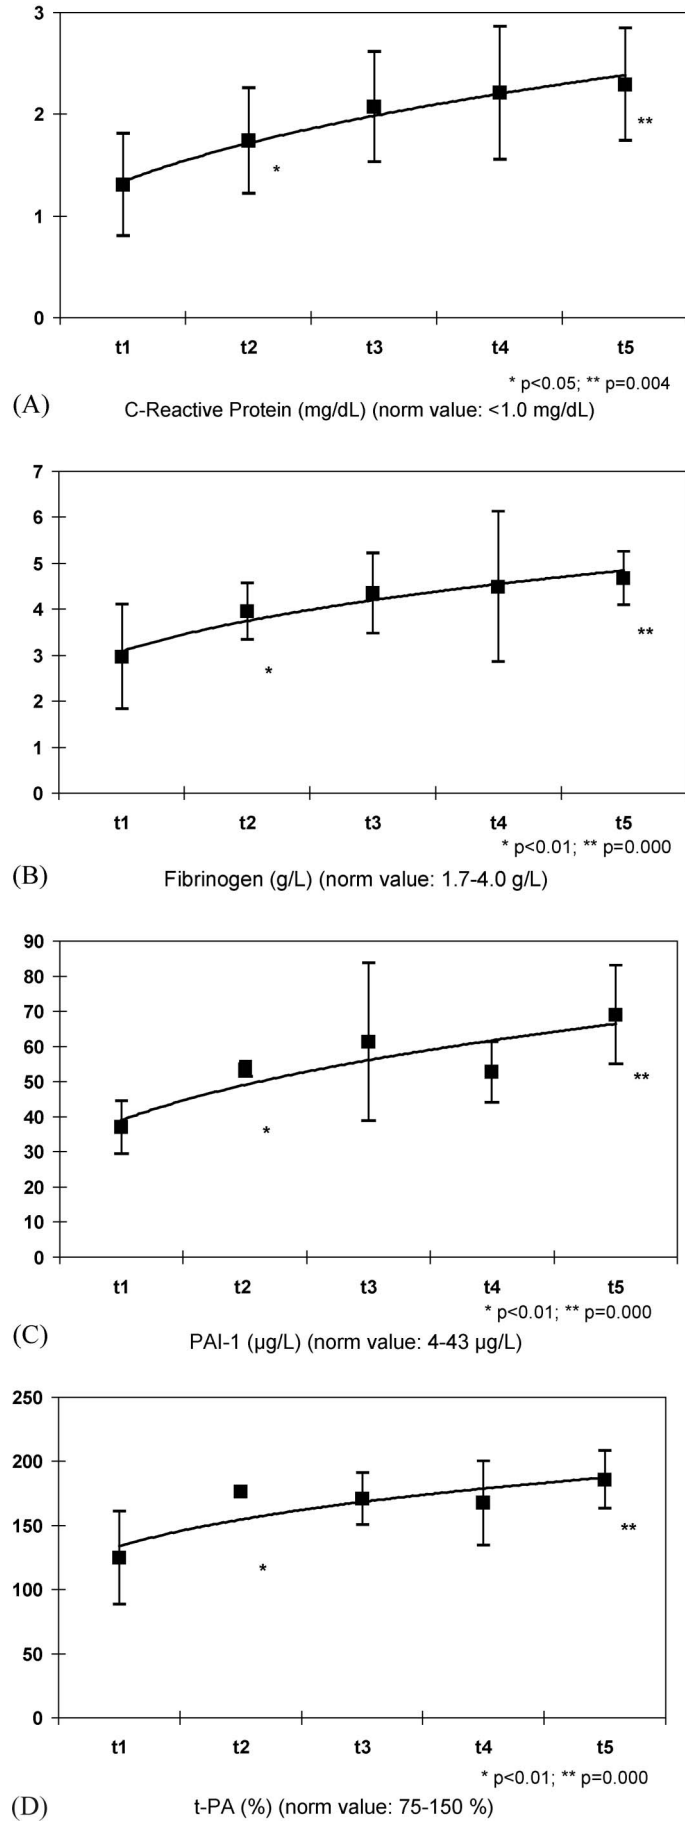 3
2
1
0
t1 t2 t3 t4 t5
*
**
* p<0.05; ** p=0.004
(A)
C-Reactive Protein (mg/dL) (norm value: <1.0 mg/dL)
7
6
5
4
3
2
1
0
t1 t2 t3 t4 t5
*
**
* p<0.01; ** p=0.000
(B)
Fibrinogen (g/L) (norm value: 1.7-4.0 g/L)
90
80
70
60
50
40
30
20
10
0
t1 t2 t3 t4 t5
*
**
* p<0.01; ** p=0.000
(C)
PAI-1 (µg/L) (norm value: 4-43 µg/L)
250
200
150
100
50
0
t1 t2 t3 t4 t5
*
**
* p<0.01; ** p=0.000
(D)
t-PA (%) (norm value: 75-150 %)